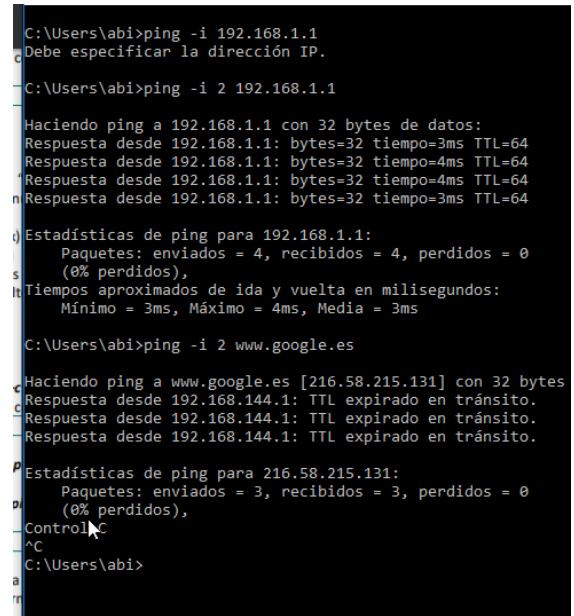 C:\Users\abi>ping -i 192.168.1.1
Debe especificar la dirección IP.
C:\Users\abi>ping -i 2 192.168.1.1
Haciendo ping a 192.168.1.1 con 32 bytes de datos:
Respuesta desde 192.168.1.1: bytes=32 tiempo=3ms TTL=64
Respuesta desde 192.168.1.1: bytes=32 tiempo=4ms TTL=64
Respuesta desde 192.168.1.1: bytes=32 tiempo=4ms TTL=64
Respuesta desde 192.168.1.1: bytes=32 tiempo=3ms TTL=64
Estadísticas de ping para 192.168.1.1:
    Paquetes: enviados = 4, recibidos = 4, perdidos = 0
    (0% perdidos),
Tiempos aproximados de ida y vuelta en milisegundos:
    Mínimo = 3ms, Máximo = 4ms, Media = 3ms
C:\Users\abi>ping -i 2 www.google.es
Haciendo ping a www.google.es [216.58.215.131] con 32 bytes
Respuesta desde 192.168.144.1: TTL expirado en tránsito.
Respuesta desde 192.168.144.1: TTL expirado en tránsito.
Respuesta desde 192.168.144.1: TTL expirado en tránsito.
Estadísticas de ping para 216.58.215.131:
    Paquetes: enviados = 3, recibidos = 3, perdidos = 0
    (0% perdidos),
Control-C
^C
C:\Users\abi>